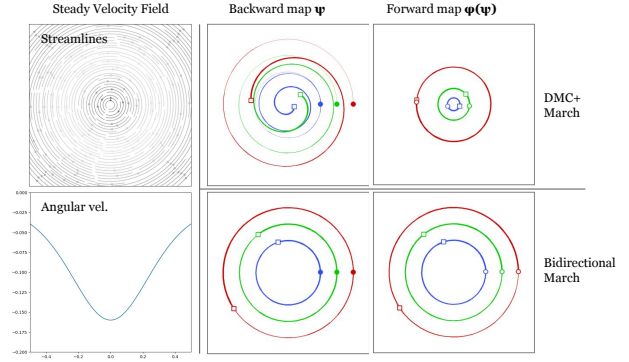 Steady Velocity Field
Backward map ψ
Forward map φ(ψ)
Streamlines
DMC+
March
Angular vel.
0.000
−0.025
−0.050
−0.075
−0.100
−0.125
−0.150
−0.175
−0.200
−0.4
−0.2
0.0
0.2
0.4
Bidirectional
March